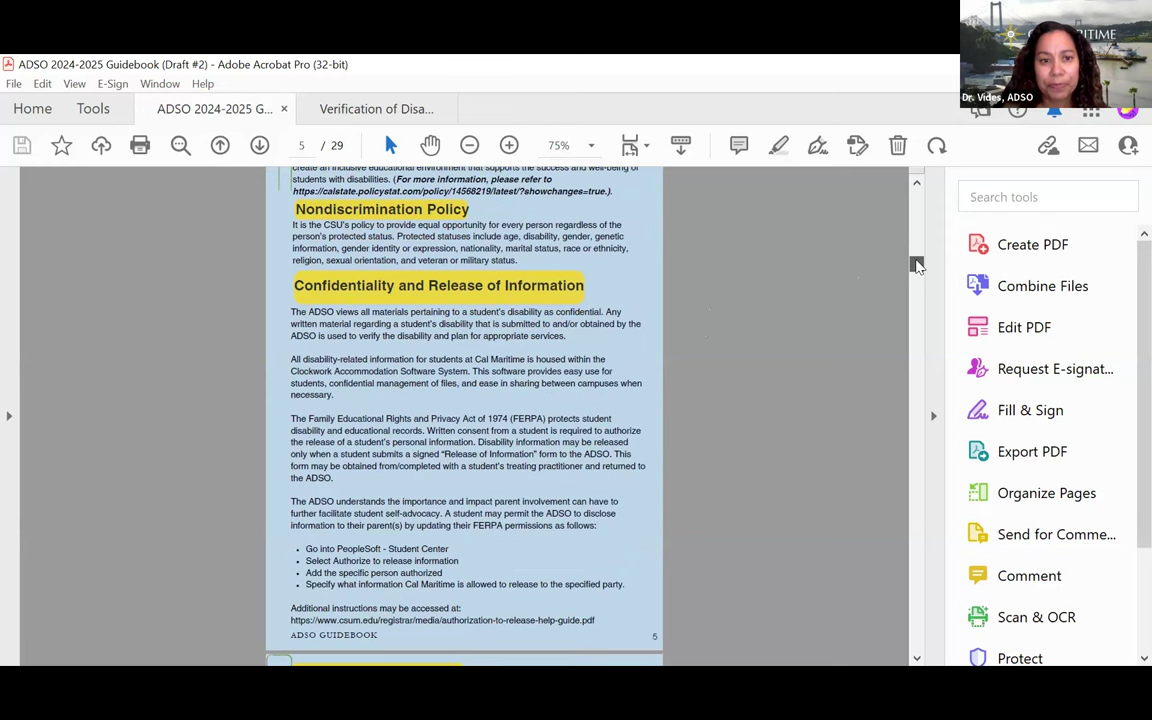 ADSO 2024-2025 Guidebook (Draft #2) - Adobe Acrobat Pro (32-bit)
MARITIME
Dr. Vides, ADSO
File Edit View E-Sign Window Help
Home Tools ADSO 2024-2025 G... × Verification of Disa...
5 / 29 75%
create an inclusive educational environment that supports the success and well-being of
students with disabilities. (For more information, please refer to
https://calstate.policystat.com/policy/14568219/latest/?showchanges=true.).
Nondiscrimination Policy
It is the CSU's policy to provide equal opportunity for every person regardless of the
person's protected status. Protected statuses include age, disability, gender, genetic
information, gender identity or expression, nationality, marital status, race or ethnicity,
religion, sexual orientation, and veteran or military status.
Confidentiality and Release of Information
The ADSO views all materials pertaining to a student's disability as confidential. Any
written material regarding a student's disability that is submitted to and/or obtained by the
ADSO is used to verify the disability and plan for appropriate services.
All disability-related information for students at Cal Maritime is housed within the
Clockwork Accommodation Software System. This software provides easy use for
students, confidential management of files, and ease in sharing between campuses when
necessary.
The Family Educational Rights and Privacy Act of 1974 (FERPA) protects student
disability and educational records. Written consent from a student is required to authorize
the release of a student's personal information. Disability information may be released
only when a student submits a signed “Release of Information” form to the ADSO. This
form may be obtained from/completed with a student's treating practitioner and returned to
the ADSO.
The ADSO understands the importance and impact parent involvement can have to
further facilitate student self-advocacy. A student may permit the ADSO to disclose
information to their parent(s) by updating their FERPA permissions as follows:
• Go into PeopleSoft - Student Center
• Select Authorize to release information
• Add the specific person authorized
• Specify what information Cal Maritime is allowed to release to the specified party.
Additional instructions may be accessed at:
https://www.csum.edu/registrar/media/authorization-to-release-help-guide.pdf
ADSO GUIDEBOOK 5
Search tools
Create PDF
Combine Files
Edit PDF
Request E-signat...
Fill & Sign
Export PDF
Organize Pages
Send for Comme...
Comment
Scan & OCR
Protect